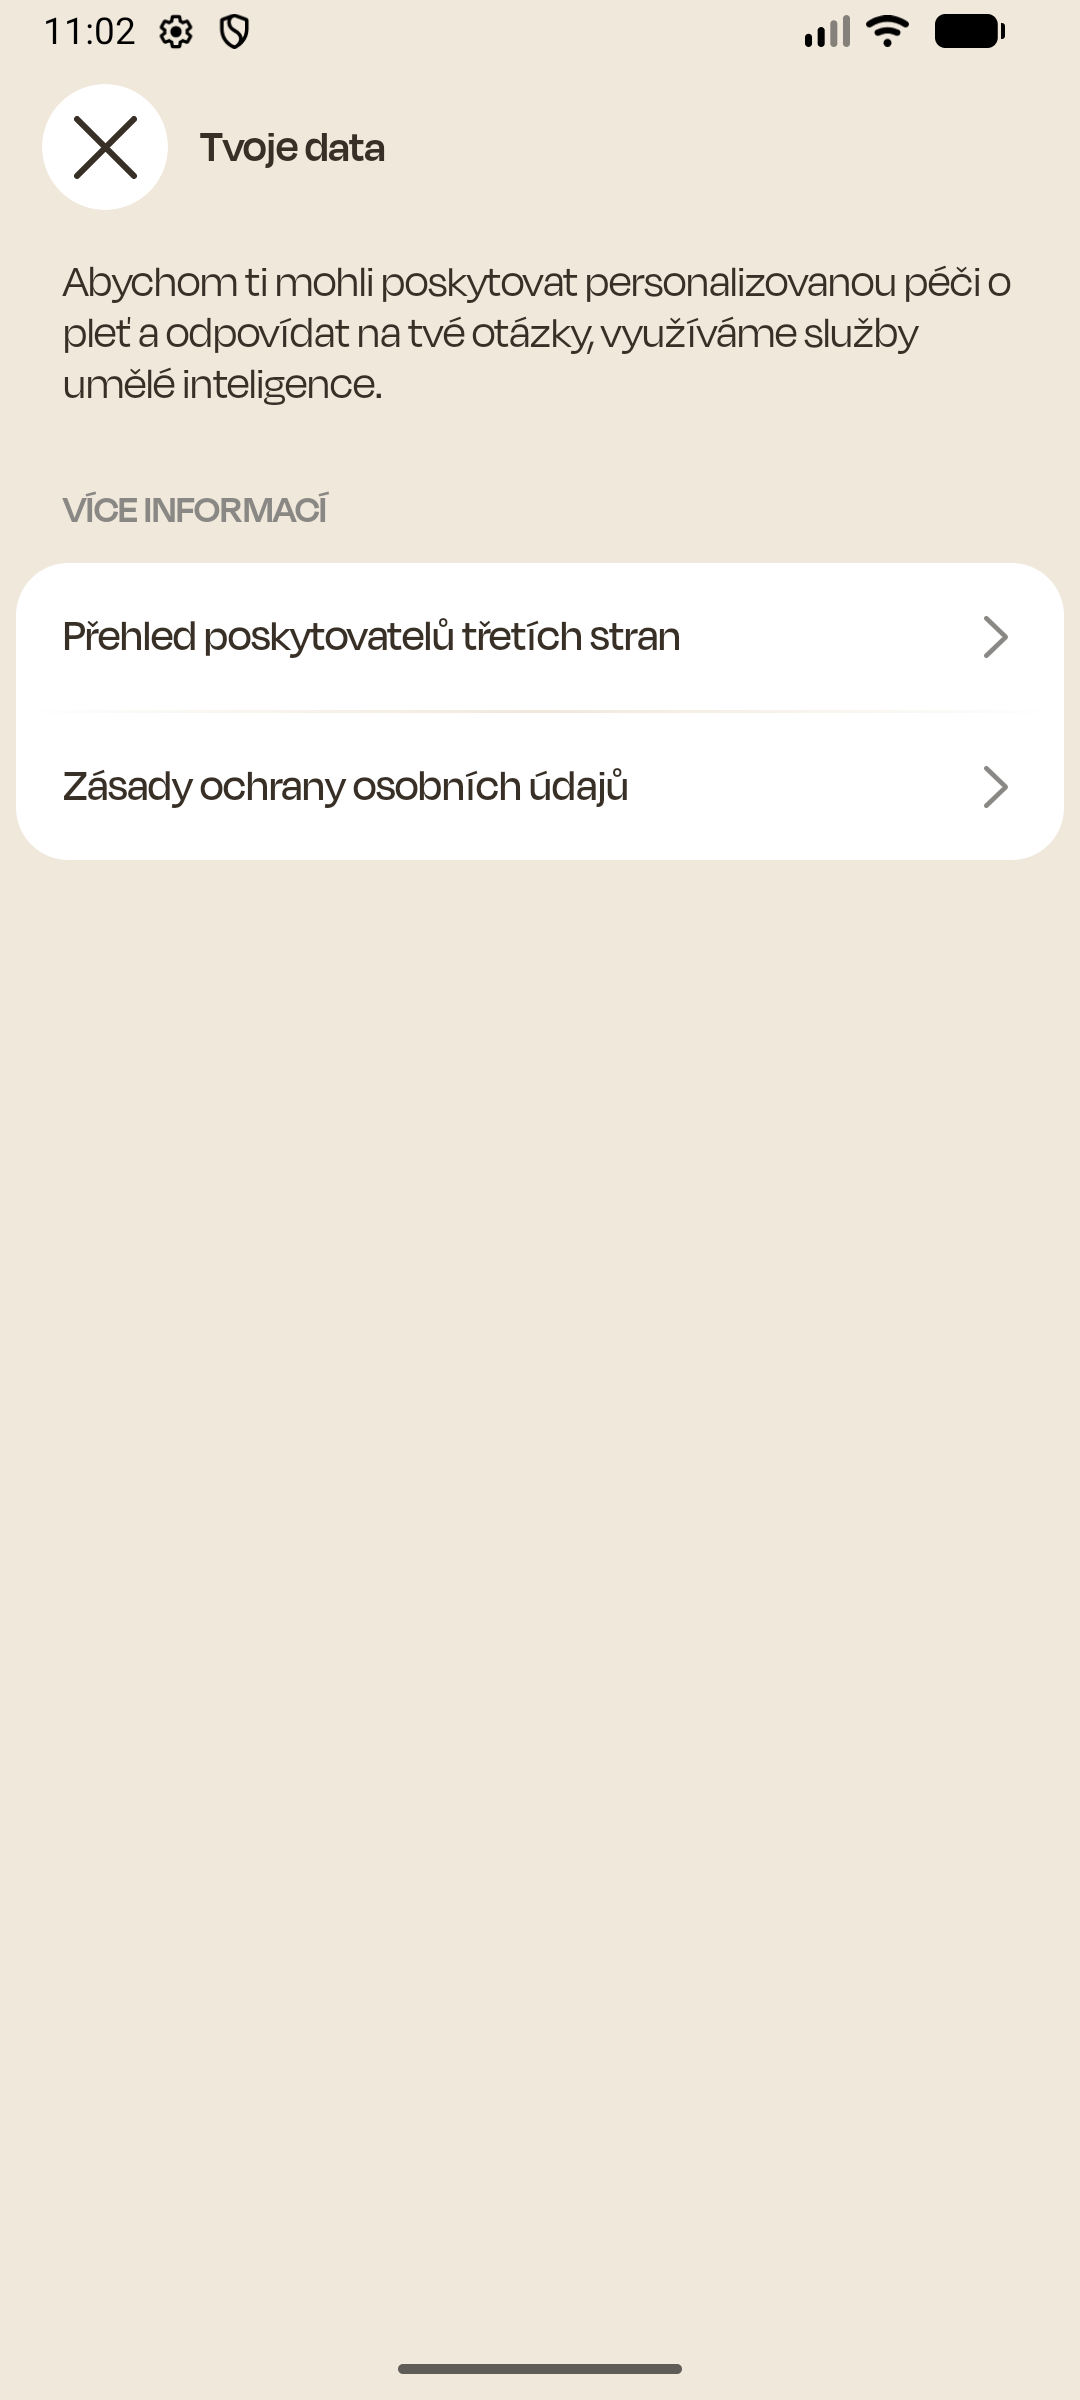 11:02
Tvoje data
Abychom ti mohli poskytovat personalizovanou péči o
pleť a odpovídat na tvé otázky, využíváme služby
umělé inteligence.
VÍCE INFORMACÍ
Přehled poskytovatelů třetích stran
Zásady ochrany osobních údajů